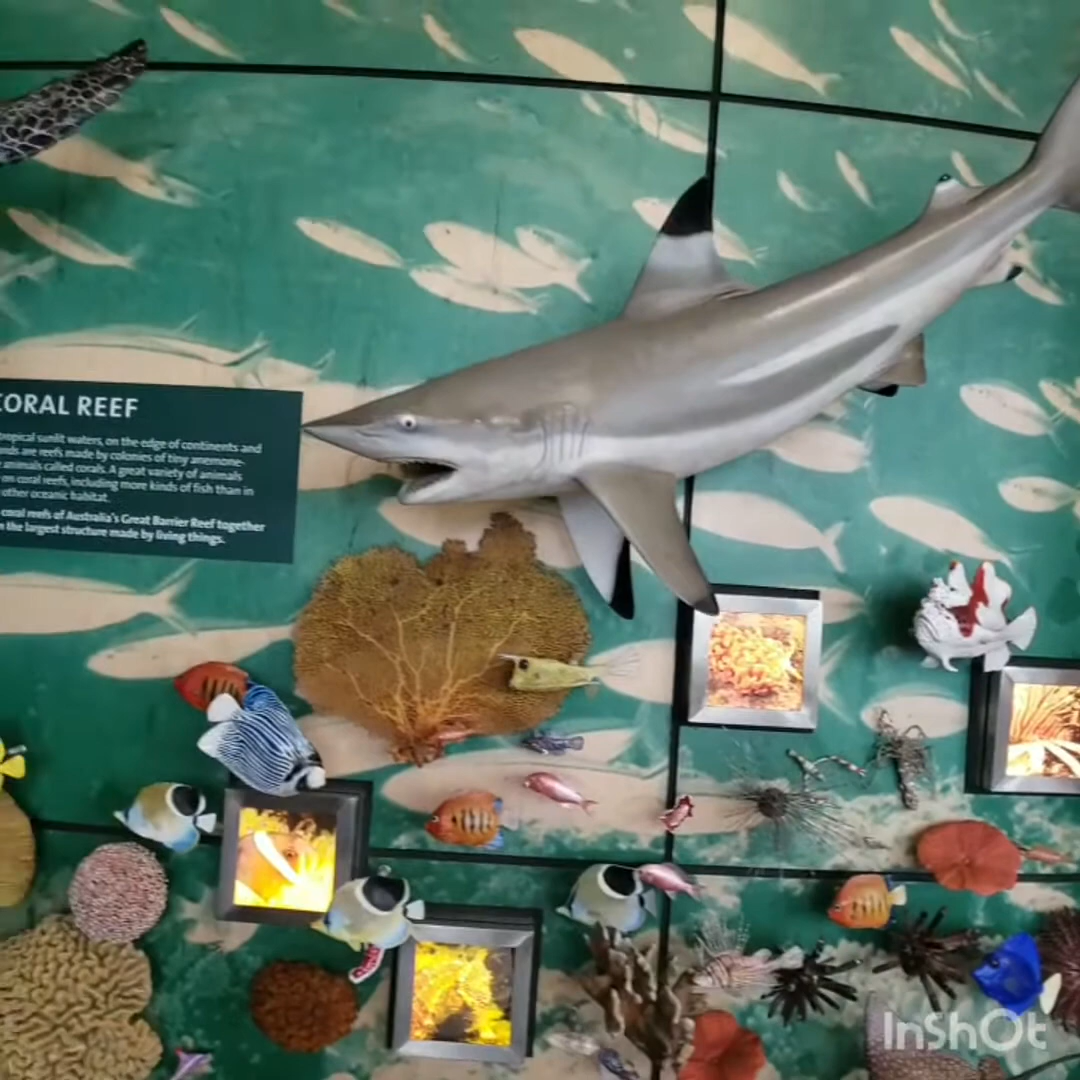 CORAL REEF
tropical sunlit waters, on the edge of continents and
are reefs made by colonies of tiny anemone-
animals called corals. A great variety of animals
on coral reefs, including more kinds of fish than in
other oceanic habitat.
coral reefs of Australia's Great Barrier Reef together
the largest structure made by living things.
InShOt